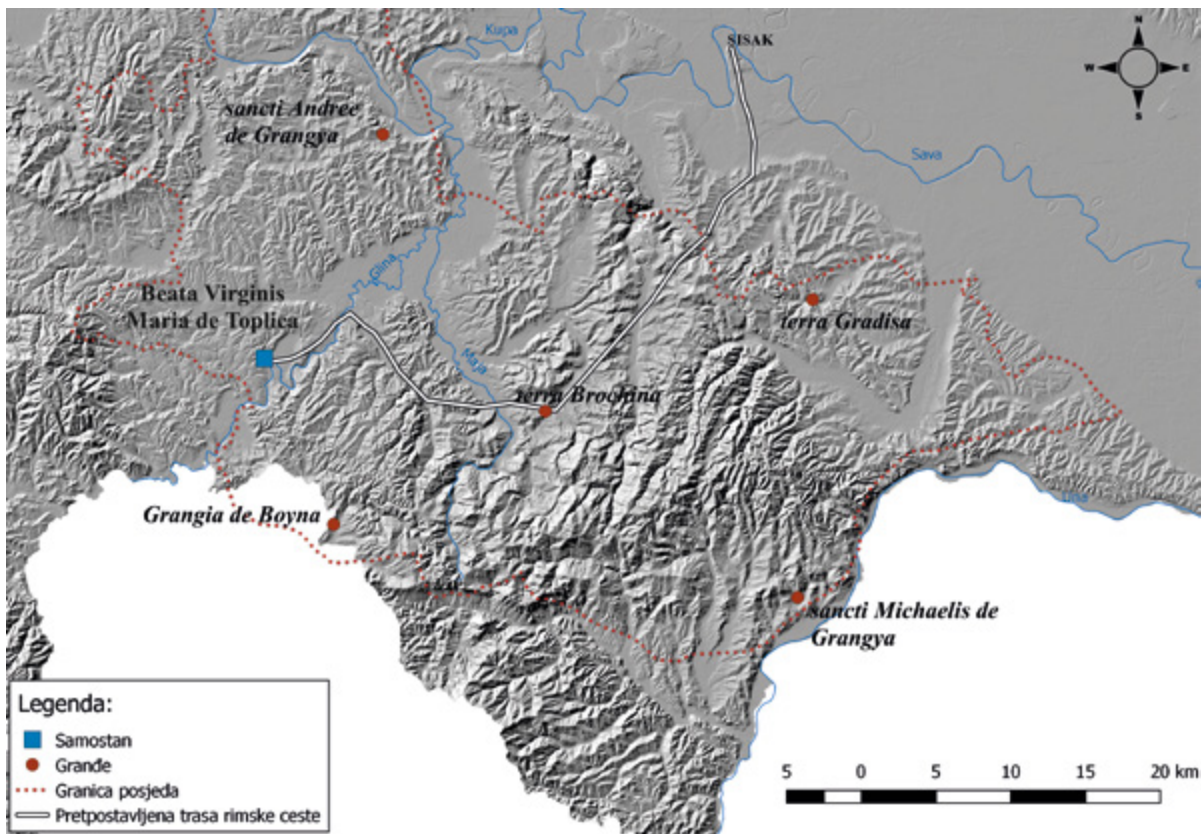 N
W
E
S
Kupa
SISAK
sancti Andree
de Grangya
Sava
Glina
Beata Virginis
Maria de Toplica
terra Gradisa
Maja
terra Brochina
Una
Grangia de Boyna
sancti Michaelis de
Grangya
Legenda:
Samostan
Granđe
Granica posjeda
Pretpostavljena trasa rimske ceste
5 0 5 10 15 20 km